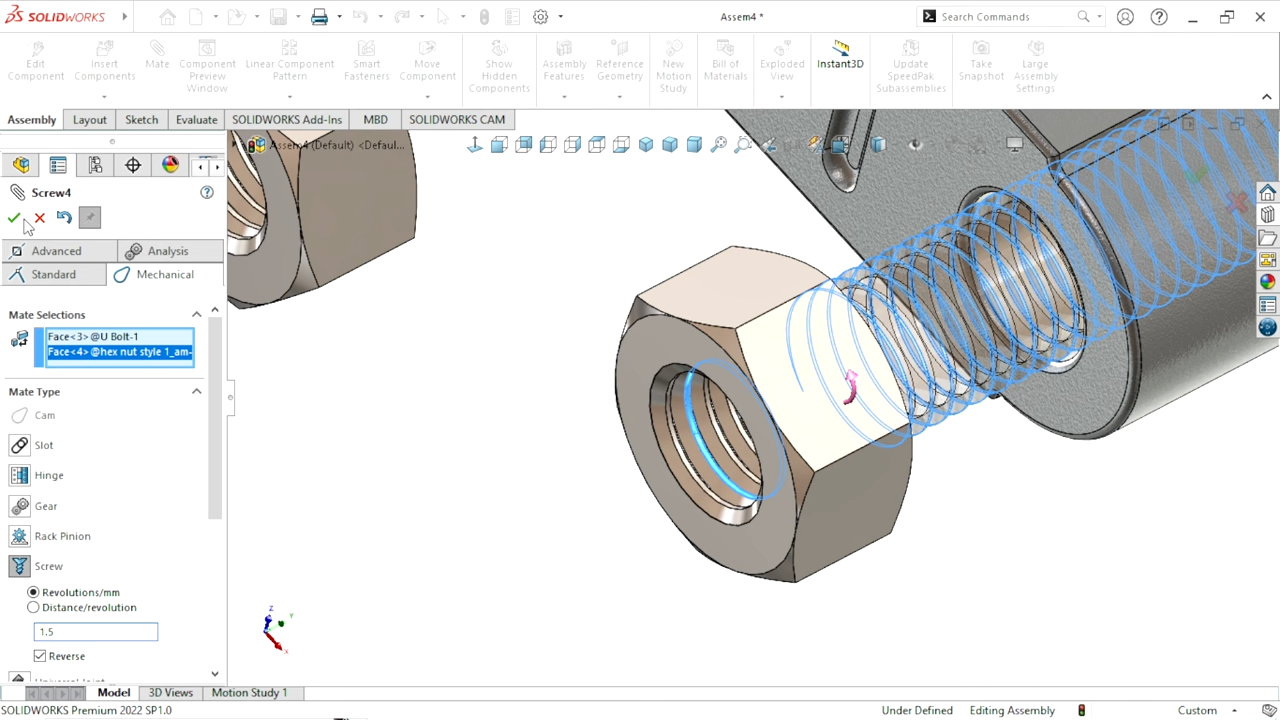 SOLIDWORKS
Assem4 *
Search Commands
Edit Component
Insert Components
Mate
Component Preview Window
Linear Component Pattern
Smart Fasteners
Move Component
Show Hidden Components
Assembly Features
Reference Geometry
New Motion Study
Bill of Materials
Exploded View
Instant3D
Update SpeedPak Subassemblies
Take Snapshot
Large Assembly Settings
Assembly
Layout
Sketch
Evaluate
SOLIDWORKS Add-Ins
MBD
SOLIDWORKS CAM
Assem4 (Default) <Defaul...
Screw4
Advanced
Analysis
Standard
Mechanical
Mate Selections
Face<3>@U Bolt-1
Face<4>@hex nut style 1_am-
Mate Type
Cam
Slot
Hinge
Gear
Rack Pinion
Screw
Revolutions/mm
Distance/revolution
1.5
Reverse
Z
Y
X
Model
3D Views
Motion Study 1
SOLIDWORKS Premium 2022 SP1.0
Under Defined
Editing Assembly
Custom